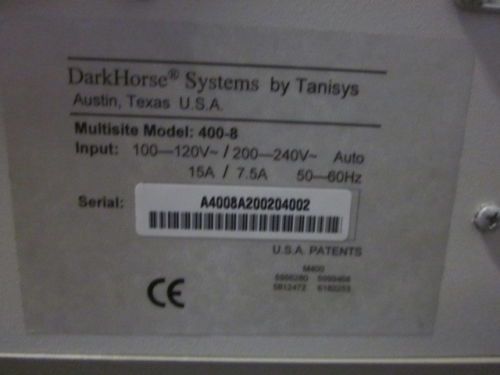 DarkHorse® Systems by Tanisys
Austin, Texas U.S.A.
Multisite Model: 400-8
Input: 100—120V~ / 200—240V~ Auto
15A / 7.5A 50—60Hz
Serial: A4008A200204002
U.S.A. PATENTS
M400
CE